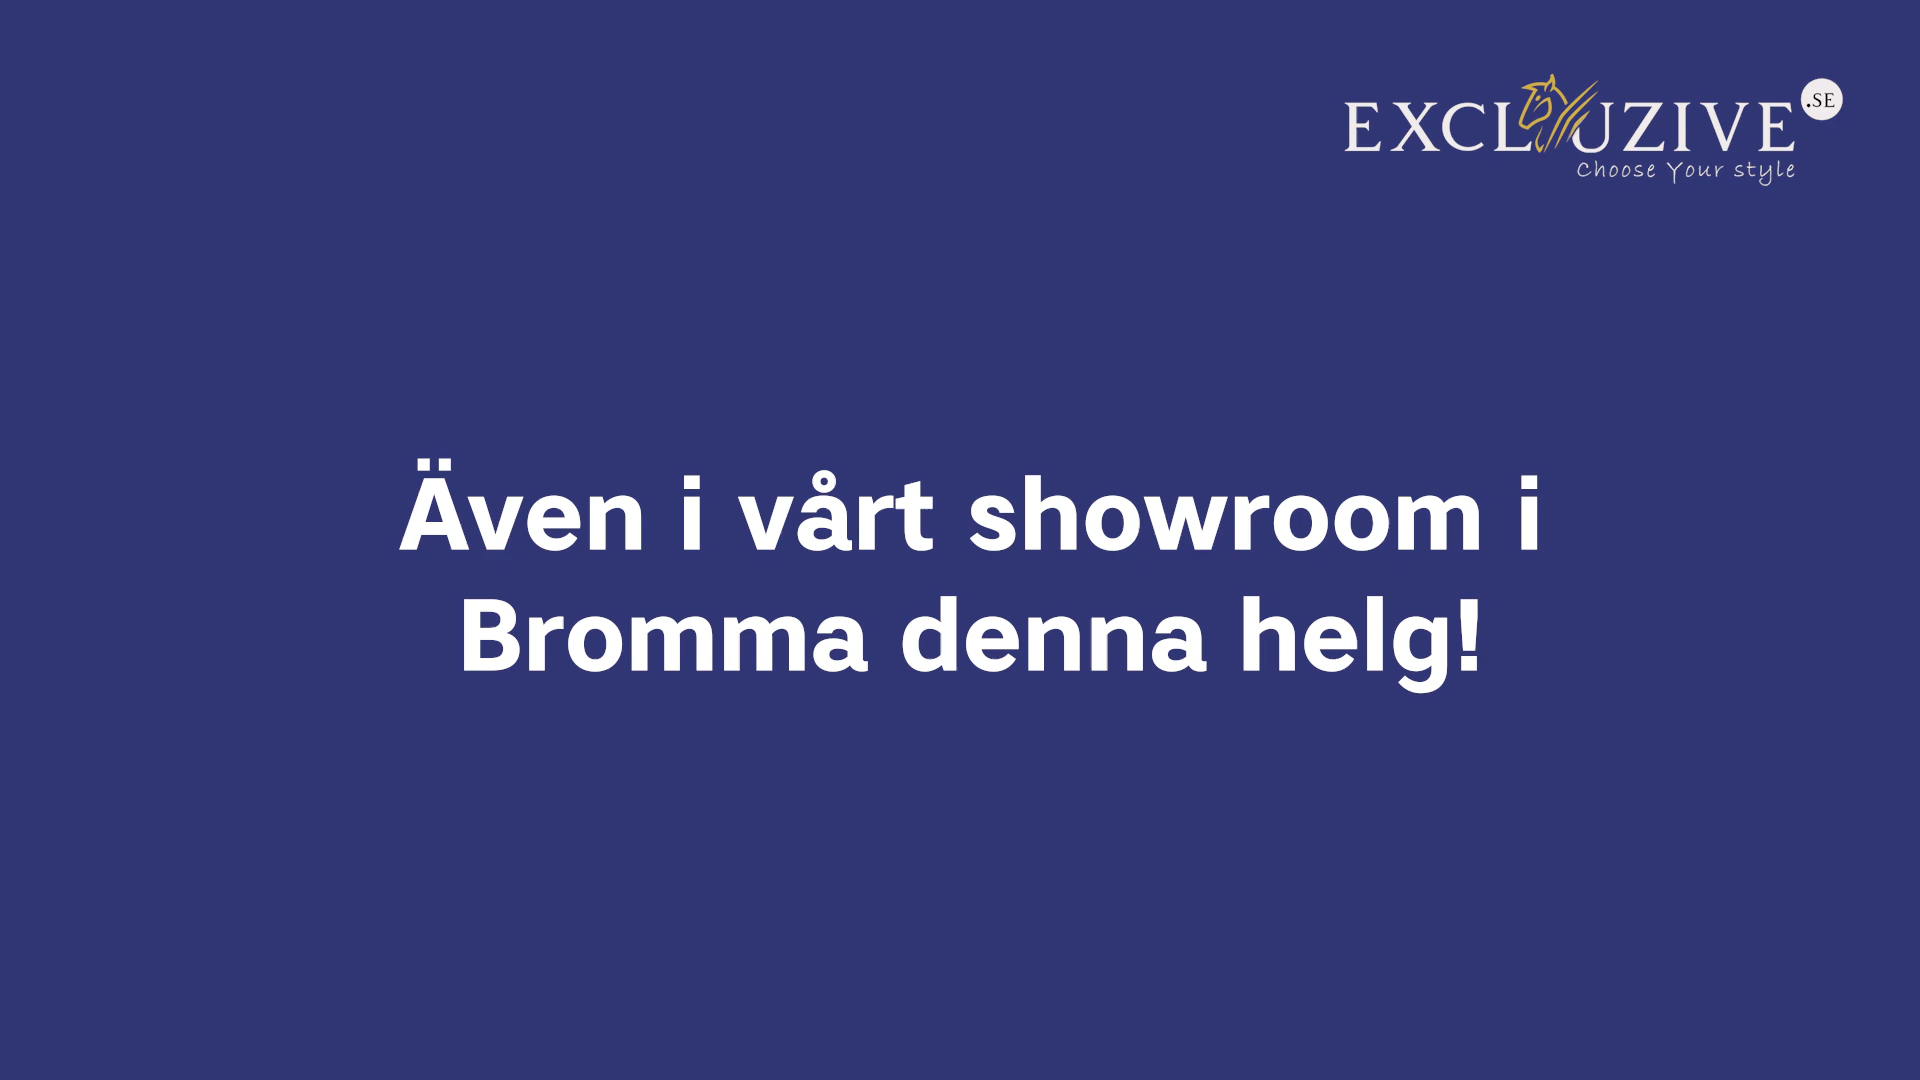 EXCLUZIVE .SE
Choose Your style
Även i vårt showroom i
Bromma denna helg!